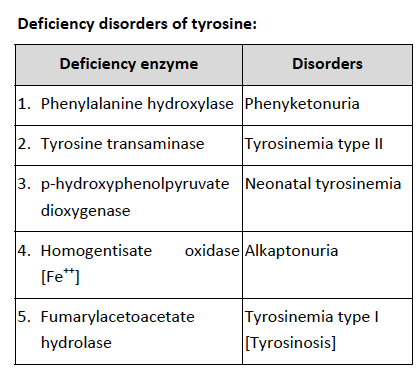 Deficiency disorders of tyrosine:
Deficiency enzyme Disorders
1. Phenylalanine hydroxylase Phenyketonuria
2. Tyrosine transaminase Tyrosinemia type II
3. p-hydroxyphenolpyruvate Neonatal tyrosinemia
dioxygenase
4. Homogentisate oxidase Alkaptonuria
[Fe⁺⁺]
5. Fumarylacetoacetate Tyrosinemia type I
hydrolase [Tyrosinosis]